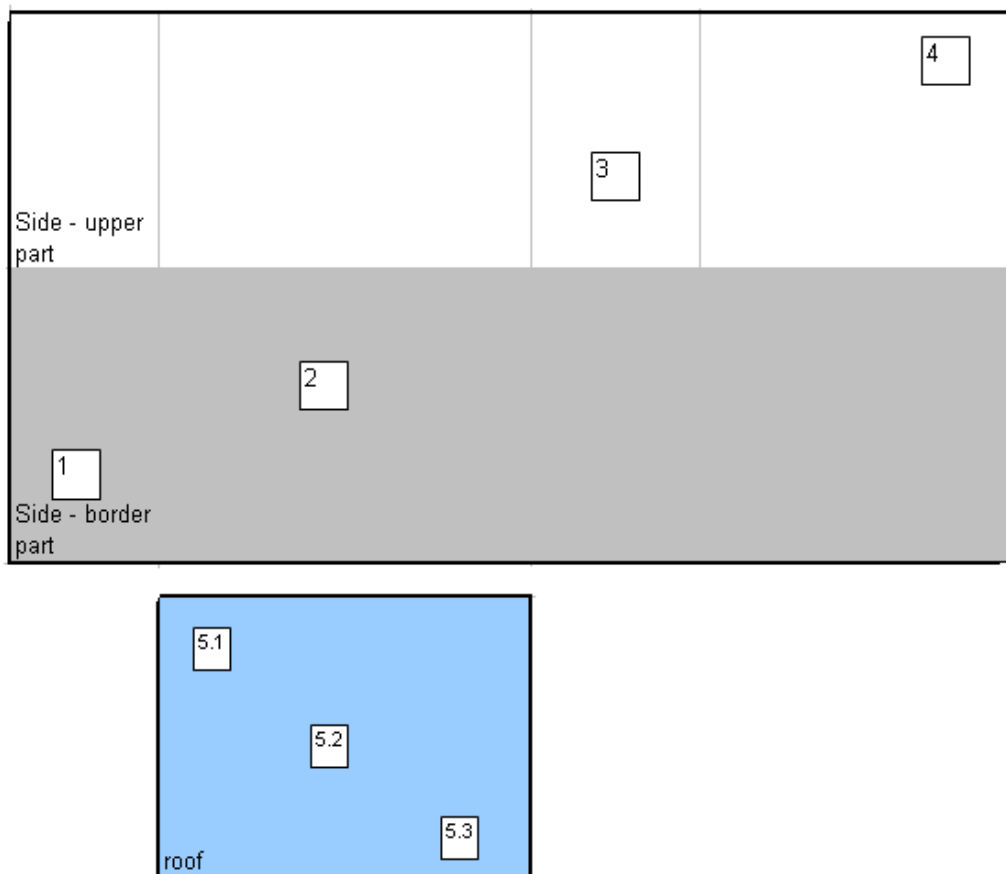 4
3
Side - upper
part
2
1
Side - border
part
5.1
5.2
5.3
roof